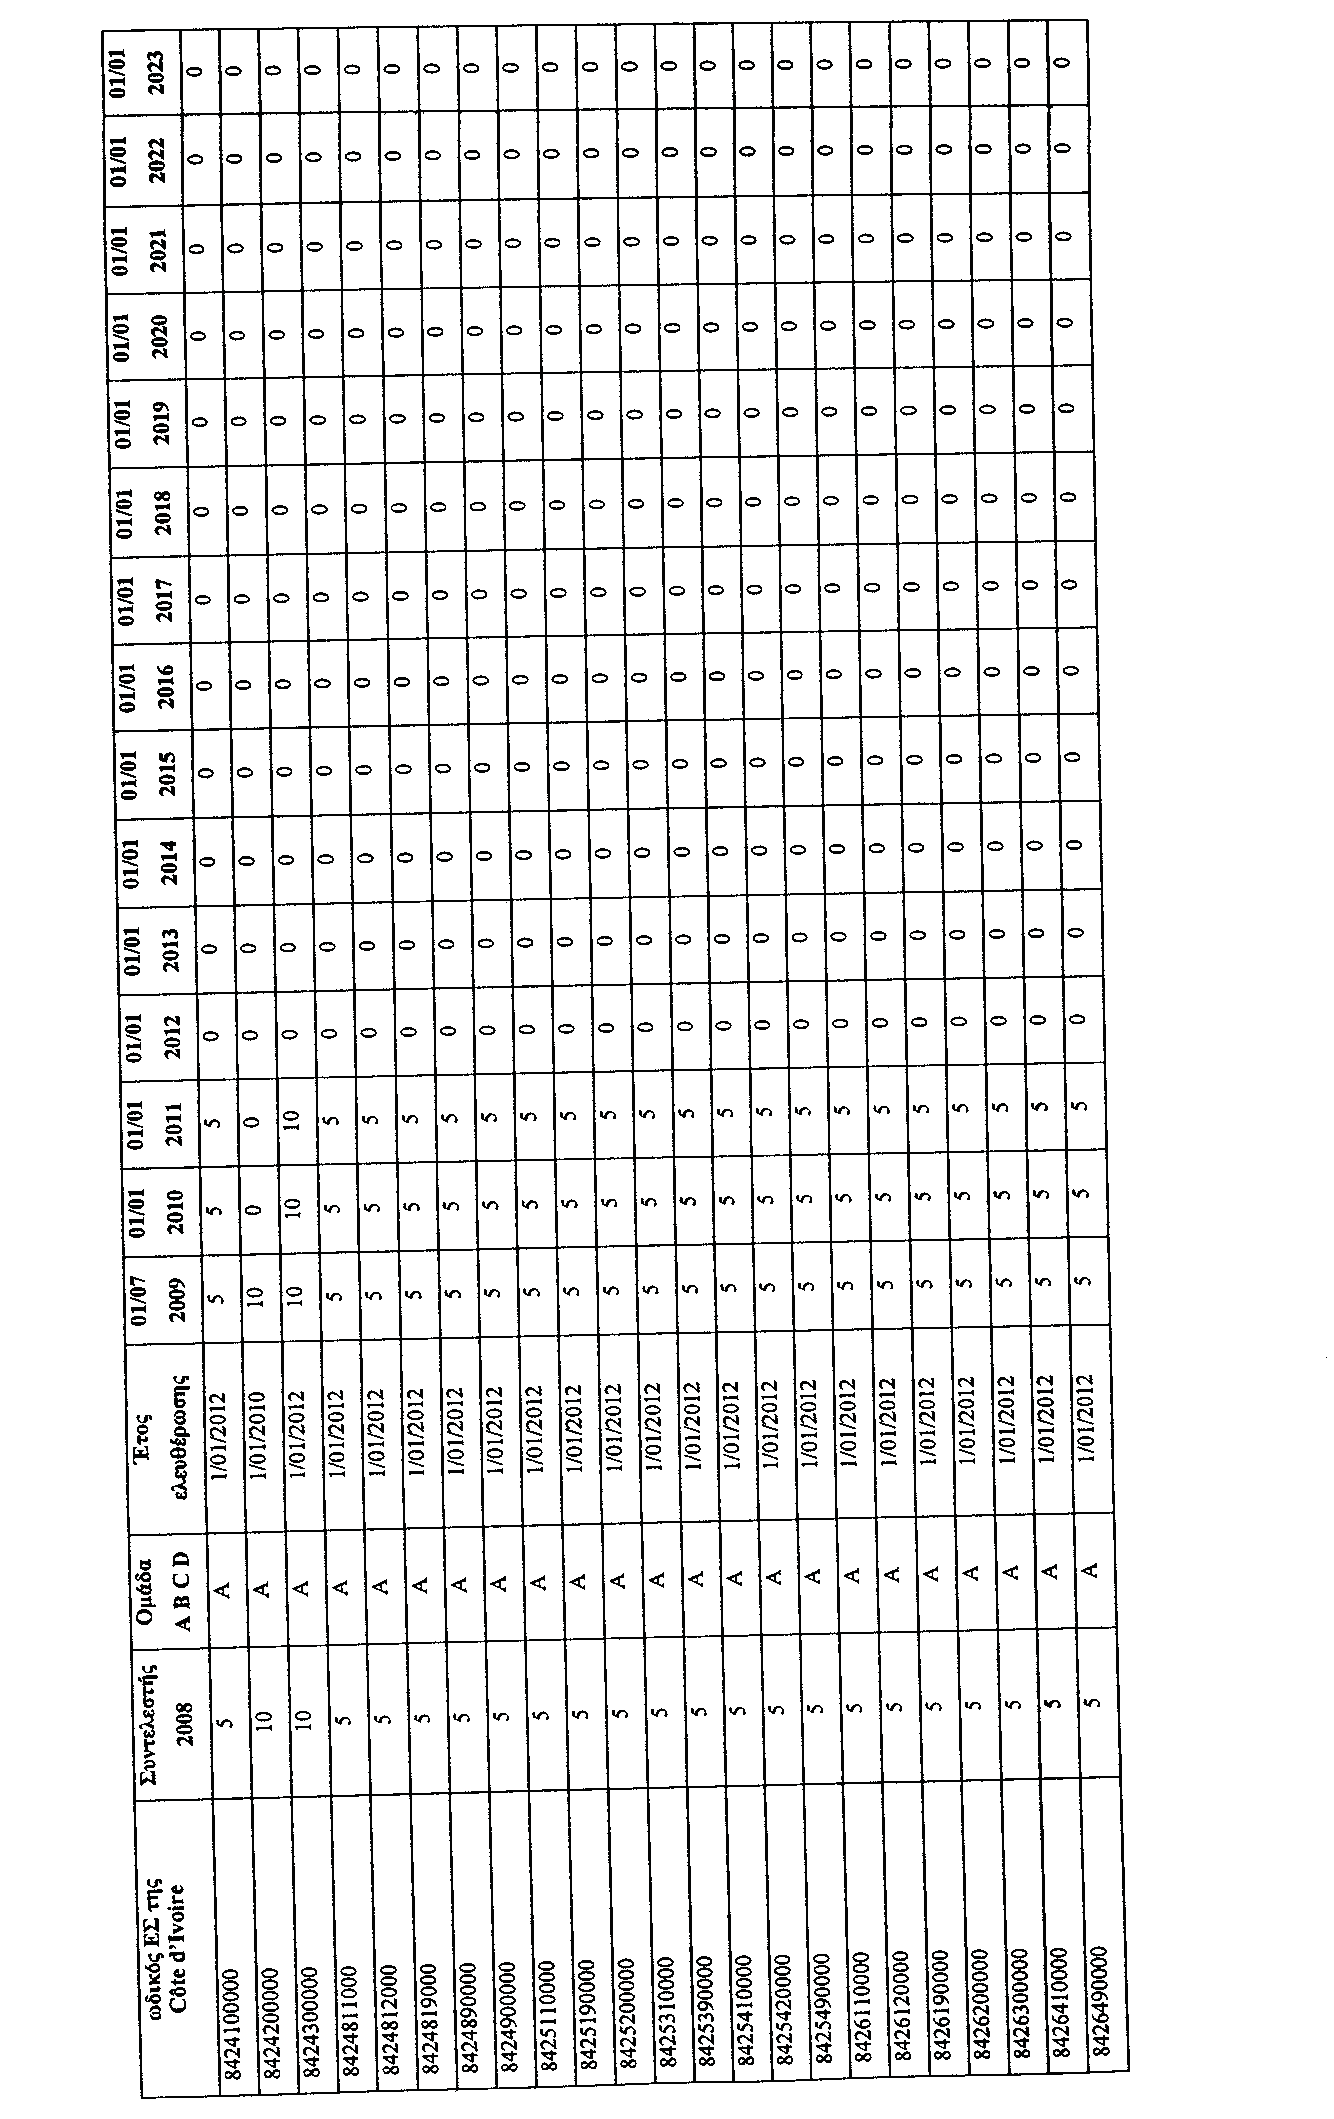 ωδικός ΕΣ της Συντελεστής Ομάδα Έτος 01/07 01/01 01/01 01/01 01/01 01/01 01/01 01/01 01/01 01/01 01/01 01/01 01/01 01/01 01/01
Côte d'Ivoire 2008 A B C D ελευθέρωσης 2009 2010 2011 2012 2013 2014 2015 2016 2017 2018 2019 2020 2021 2022 2023
8424100000 5 A 1/01/2012 5 5 5 0 0 0 0 0 0 0 0 0 0 0 0
8424200000 10 A 1/01/2010 10 0 0 0 0 0 0 0 0 0 0 0 0 0 0
8424300000 10 A 1/01/2012 10 10 10 0 0 0 0 0 0 0 0 0 0 0 0
8424811000 5 A 1/01/2012 5 5 5 0 0 0 0 0 0 0 0 0 0 0 0
8424812000 5 A 1/01/2012 5 5 5 0 0 0 0 0 0 0 0 0 0 0 0
8424819000 5 A 1/01/2012 5 5 5 0 0 0 0 0 0 0 0 0 0 0 0
8424890000 5 A 1/01/2012 5 5 5 0 0 0 0 0 0 0 0 0 0 0 0
8424900000 5 A 1/01/2012 5 5 5 0 0 0 0 0 0 0 0 0 0 0 0
8425110000 5 A 1/01/2012 5 5 5 0 0 0 0 0 0 0 0 0 0 0 0
8425190000 5 A 1/01/2012 5 5 5 0 0 0 0 0 0 0 0 0 0 0 0
8425200000 5 A 1/01/2012 5 5 5 0 0 0 0 0 0 0 0 0 0 0 0
8425310000 5 A 1/01/2012 5 5 5 0 0 0 0 0 0 0 0 0 0 0 0
8425390000 5 A 1/01/2012 5 5 5 0 0 0 0 0 0 0 0 0 0 0 0
8425410000 5 A 1/01/2012 5 5 5 0 0 0 0 0 0 0 0 0 0 0 0
8425420000 5 A 1/01/2012 5 5 5 0 0 0 0 0 0 0 0 0 0 0 0
8425490000 5 A 1/01/2012 5 5 5 0 0 0 0 0 0 0 0 0 0 0 0
8426110000 5 A 1/01/2012 5 5 5 0 0 0 0 0 0 0 0 0 0 0 0
8426120000 5 A 1/01/2012 5 5 5 0 0 0 0 0 0 0 0 0 0 0 0
8426190000 5 A 1/01/2012 5 5 5 0 0 0 0 0 0 0 0 0 0 0 0
8426200000 5 A 1/01/2012 5 5 5 0 0 0 0 0 0 0 0 0 0 0 0
8426300000 5 A 1/01/2012 5 5 5 0 0 0 0 0 0 0 0 0 0 0 0
8426410000 5 A 1/01/2012 5 5 5 0 0 0 0 0 0 0 0 0 0 0 0
8426490000 5 A 1/01/2012 5 5 5 0 0 0 0 0 0 0 0 0 0 0 0